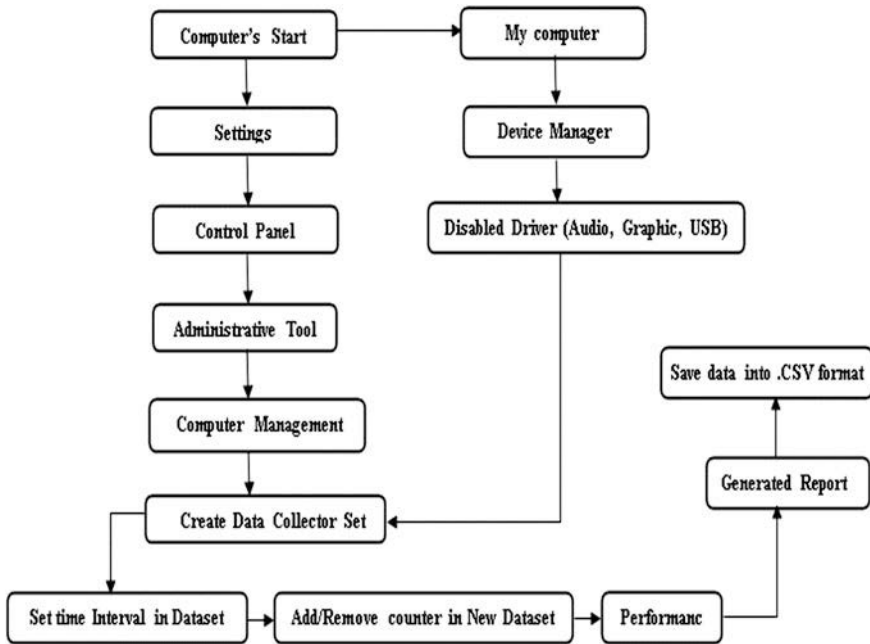 Computer's Start
My computer
Settings
Device Manager
Control Panel
Disabled Driver (Audio, Graphic, USB)
Administrative Tool
Save data into .CSV format
Computer Management
Generated Report
Create Data Collector Set
Set time Interval in Dataset
Add/Remove counter in New Dataset
Performanc